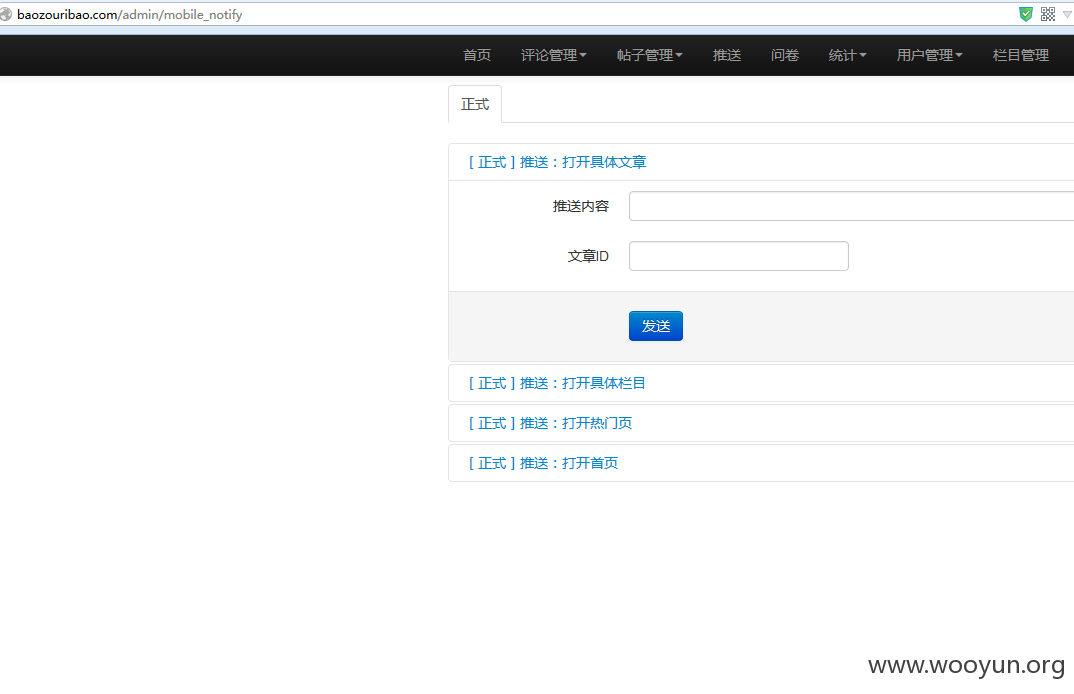 baozouribao.com/admin/mobile_notify
首页 评论管理 帖子管理 推送 问卷 统计 用户管理 栏目管理
正式
[ 正式 ] 推送：打开具体文章
推送内容
文章ID
发送
[ 正式 ] 推送：打开具体栏目
[ 正式 ] 推送：打开热门页
[ 正式 ] 推送：打开首页
www.wooyun.org